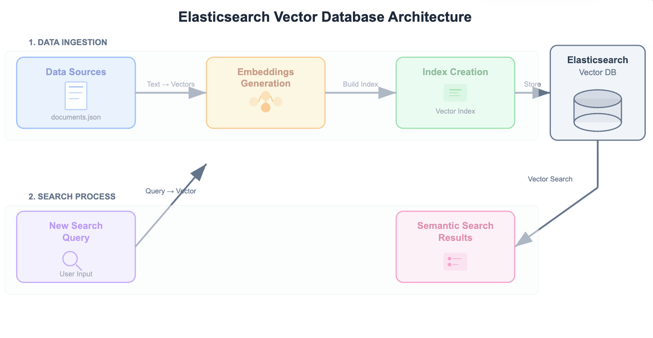 Elasticsearch Vector Database Architecture
1. DATA INGESTION
Data Sources
documents.json
Text → Vectors
Embeddings
Generation
Build Index
Index Creation
Vector Index
Store
Elasticsearch
Vector DB
2. SEARCH PROCESS
Query → Vector
Vector Search
New Search
Query
User Input
Semantic Search
Results